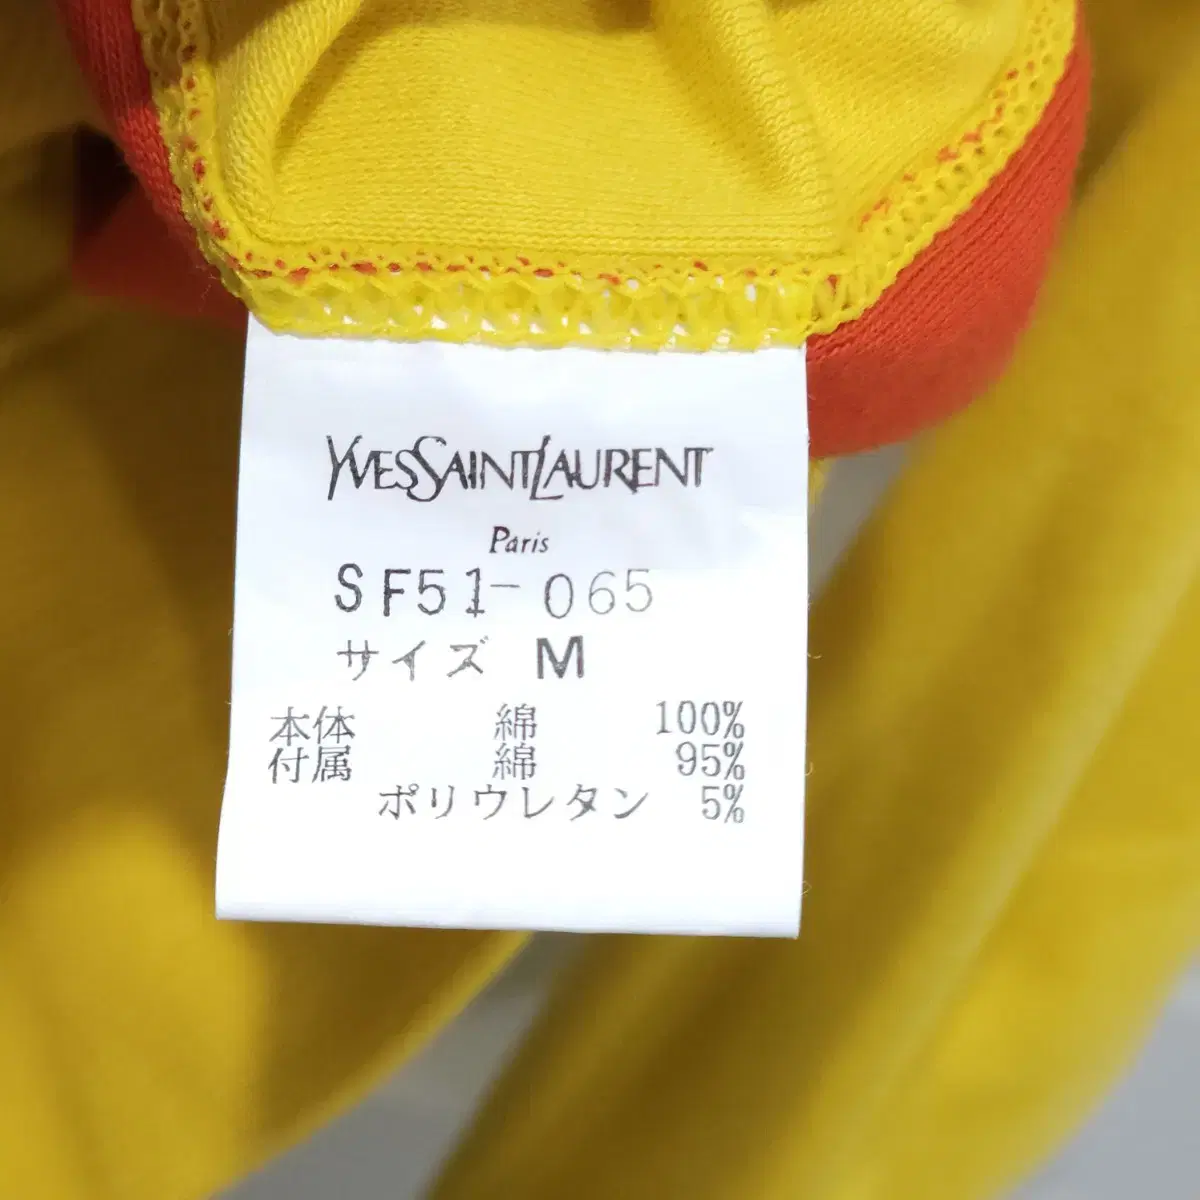 YVESSAINTLAURENT
Paris
SF51-065
サイズ M
本体 綿 100%
付属 綿 95%
ポリウレタン 5%